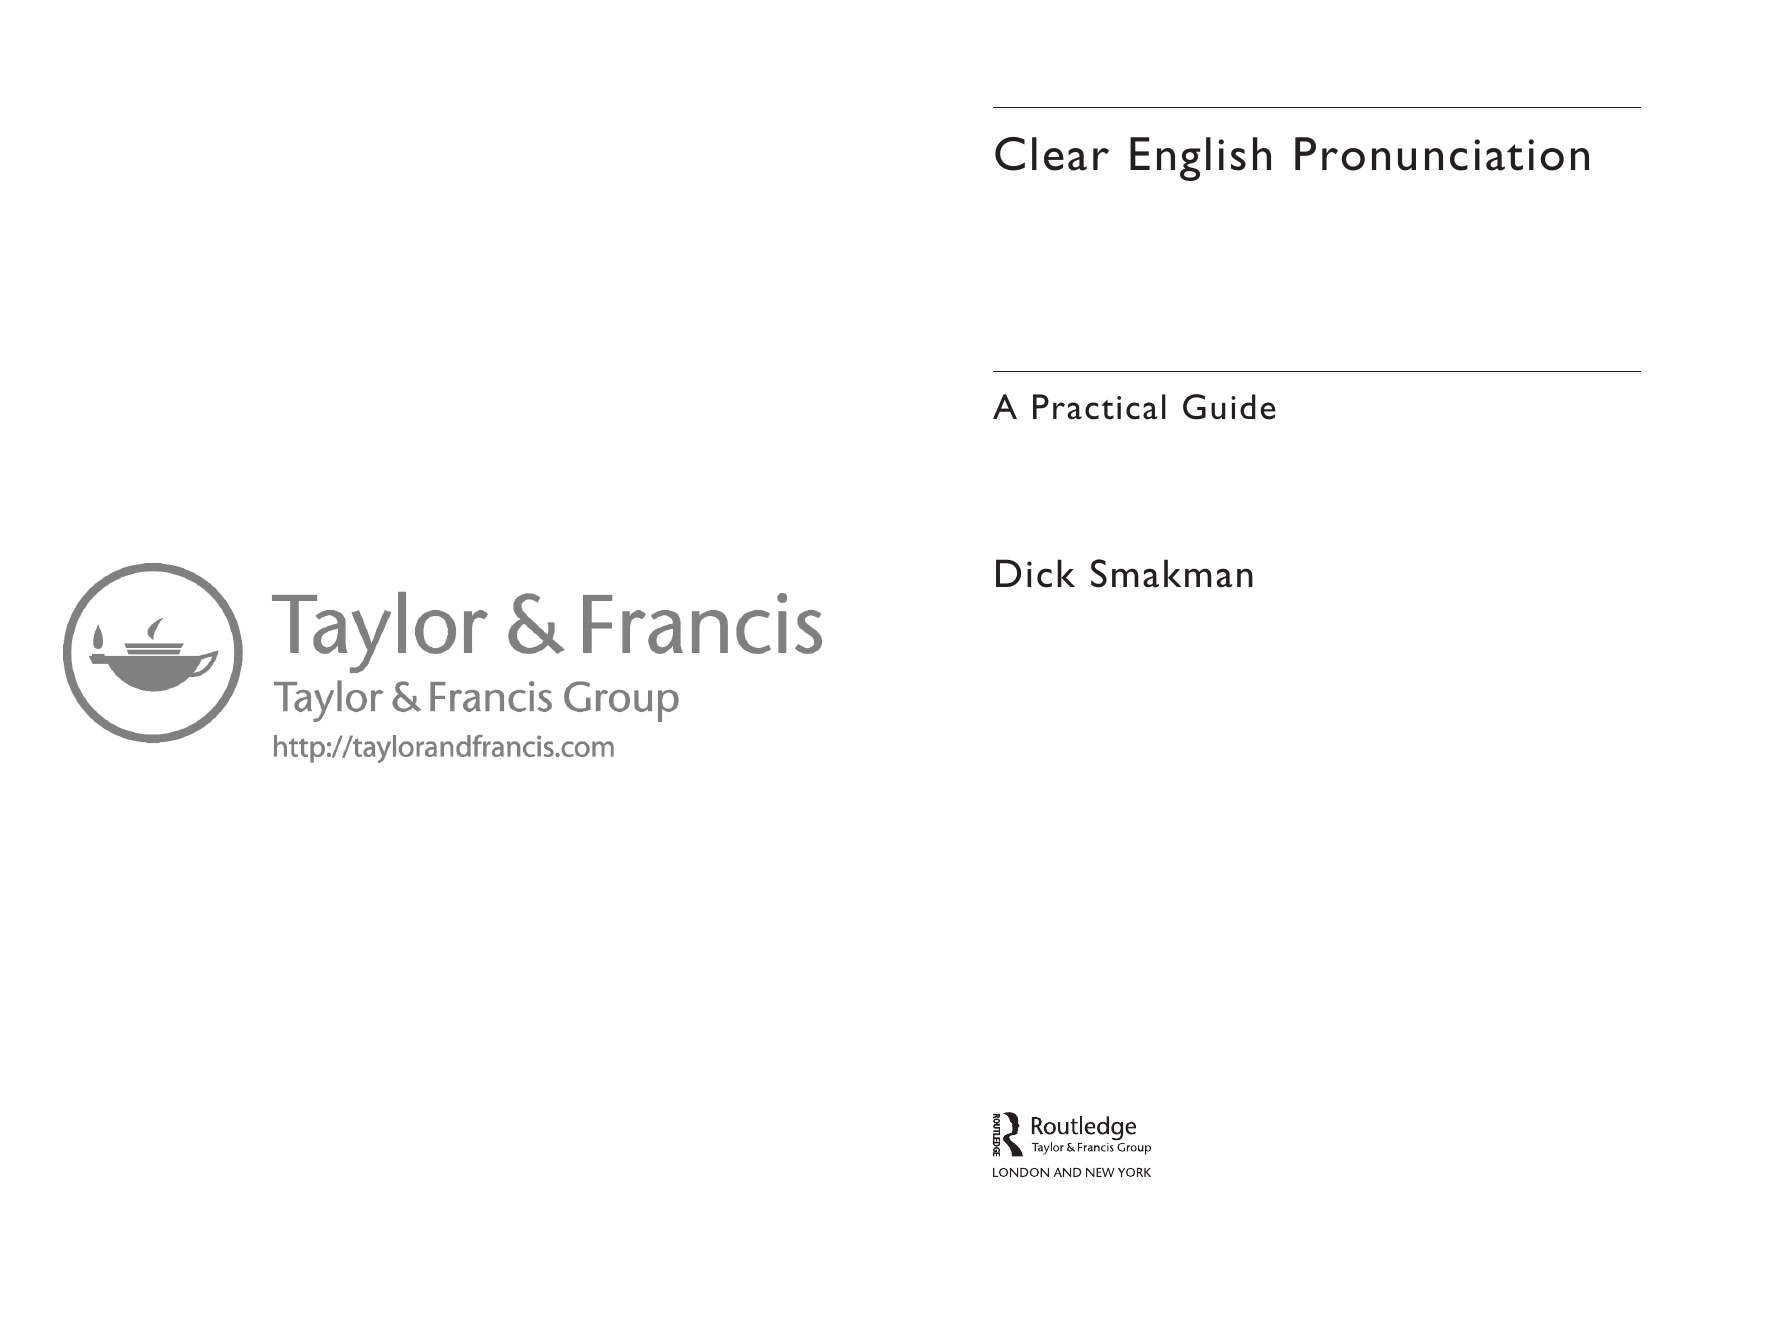 Taylor & Francis
Taylor & Francis Group
http://taylorandfrancis.com
Clear English Pronunciation
A Practical Guide
Dick Smakman
ROUTLEDGE
Routledge
Taylor & Francis Group
LONDON AND NEW YORK